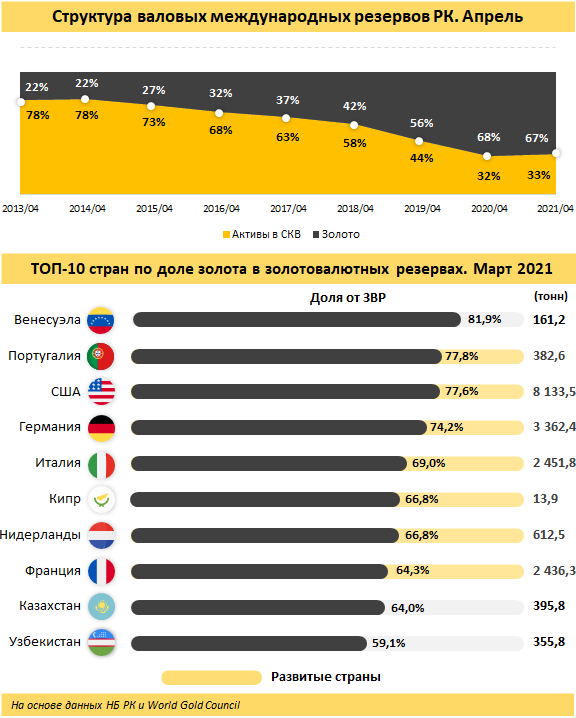 Структура валовых международных резервов РК. Апрель
22% 22% 27% 32% 37% 42% 56% 68% 67%
78% 78% 73% 68% 63% 58% 44% 32% 33%
2013/04 2014/04 2015/04 2016/04 2017/04 2018/04 2019/04 2020/04 2021/04
Активы в СКВ Золото
ТОП-10 стран по доле золота в золотовалютных резервах. Март 2021
Доля от ЗВР (тонн)
Венесуэла 81,9% 161,2
Португалия 77,8% 382,6
США 77,6% 8 133,5
Германия 74,2% 3 362,4
Италия 69,0% 2 451,8
Кипр 66,8% 13,9
Нидерланды 66,8% 612,5
Франция 64,3% 2 436,3
Казахстан 64,0% 395,8
Узбекистан 59,1% 355,8
Развитые страны
На основе данных НБ РК и World Gold Council